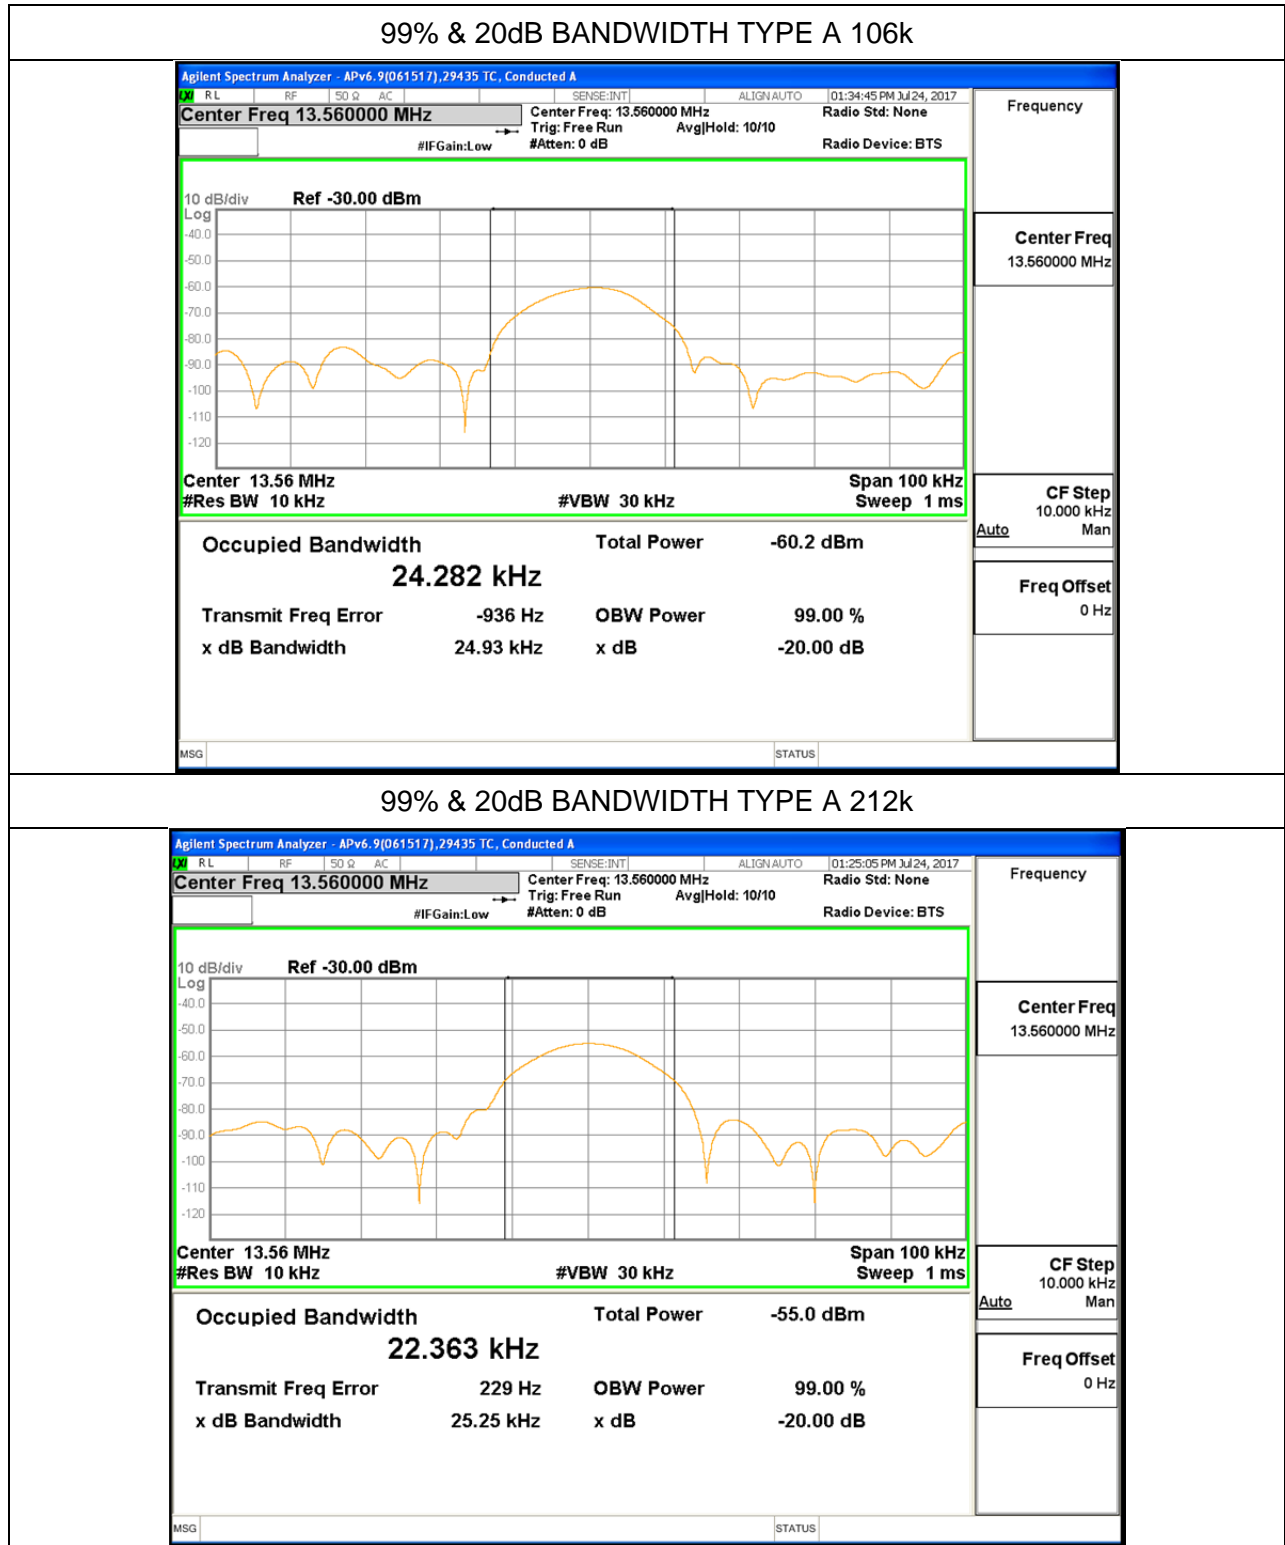 99% & 20dB BANDWIDTH TYPE A 106k
Agilent Spectrum Analyzer - APv6.9(061517),29435 TC, Conducted A
LXI RL RF 50 Ω AC SENSE:INT ALIGNAUTO 01:34:45 PM Jul 24, 2017
Center Freq 13.560000 MHz
Center Freq: 13.560000 MHz
Radio Std: None
Trig: Free Run Avg|Hold: 10/10
#IFGain:Low #Atten: 0 dB Radio Device: BTS
Frequency
10 dB/div Ref -30.00 dBm
Log
-40.0
-50.0
-60.0
-70.0
-80.0
-90.0
-100
-110
-120
Center 13.56 MHz Span 100 kHz
#Res BW 10 kHz #VBW 30 kHz Sweep 1 ms
Center Freq
13.560000 MHz
CF Step
10.000 kHz
Auto Man
Freq Offset
0 Hz
Occupied Bandwidth Total Power -60.2 dBm
24.282 kHz
Transmit Freq Error -936 Hz OBW Power 99.00 %
x dB Bandwidth 24.93 kHz x dB -20.00 dB
MSG STATUS
99% & 20dB BANDWIDTH TYPE A 212k
Agilent Spectrum Analyzer - APv6.9(061517),29435 TC, Conducted A
LXI RL RF 50 Ω AC SENSE:INT ALIGNAUTO 01:25:05 PM Jul 24, 2017
Center Freq 13.560000 MHz
Center Freq: 13.560000 MHz
Radio Std: None
Trig: Free Run Avg|Hold: 10/10
#IFGain:Low #Atten: 0 dB Radio Device: BTS
Frequency
10 dB/div Ref -30.00 dBm
Log
-40.0
-50.0
-60.0
-70.0
-80.0
-90.0
-100
-110
-120
Center 13.56 MHz Span 100 kHz
#Res BW 10 kHz #VBW 30 kHz Sweep 1 ms
Center Freq
13.560000 MHz
CF Step
10.000 kHz
Auto Man
Freq Offset
0 Hz
Occupied Bandwidth Total Power -55.0 dBm
22.363 kHz
Transmit Freq Error 229 Hz OBW Power 99.00 %
x dB Bandwidth 25.25 kHz x dB -20.00 dB
MSG STATUS